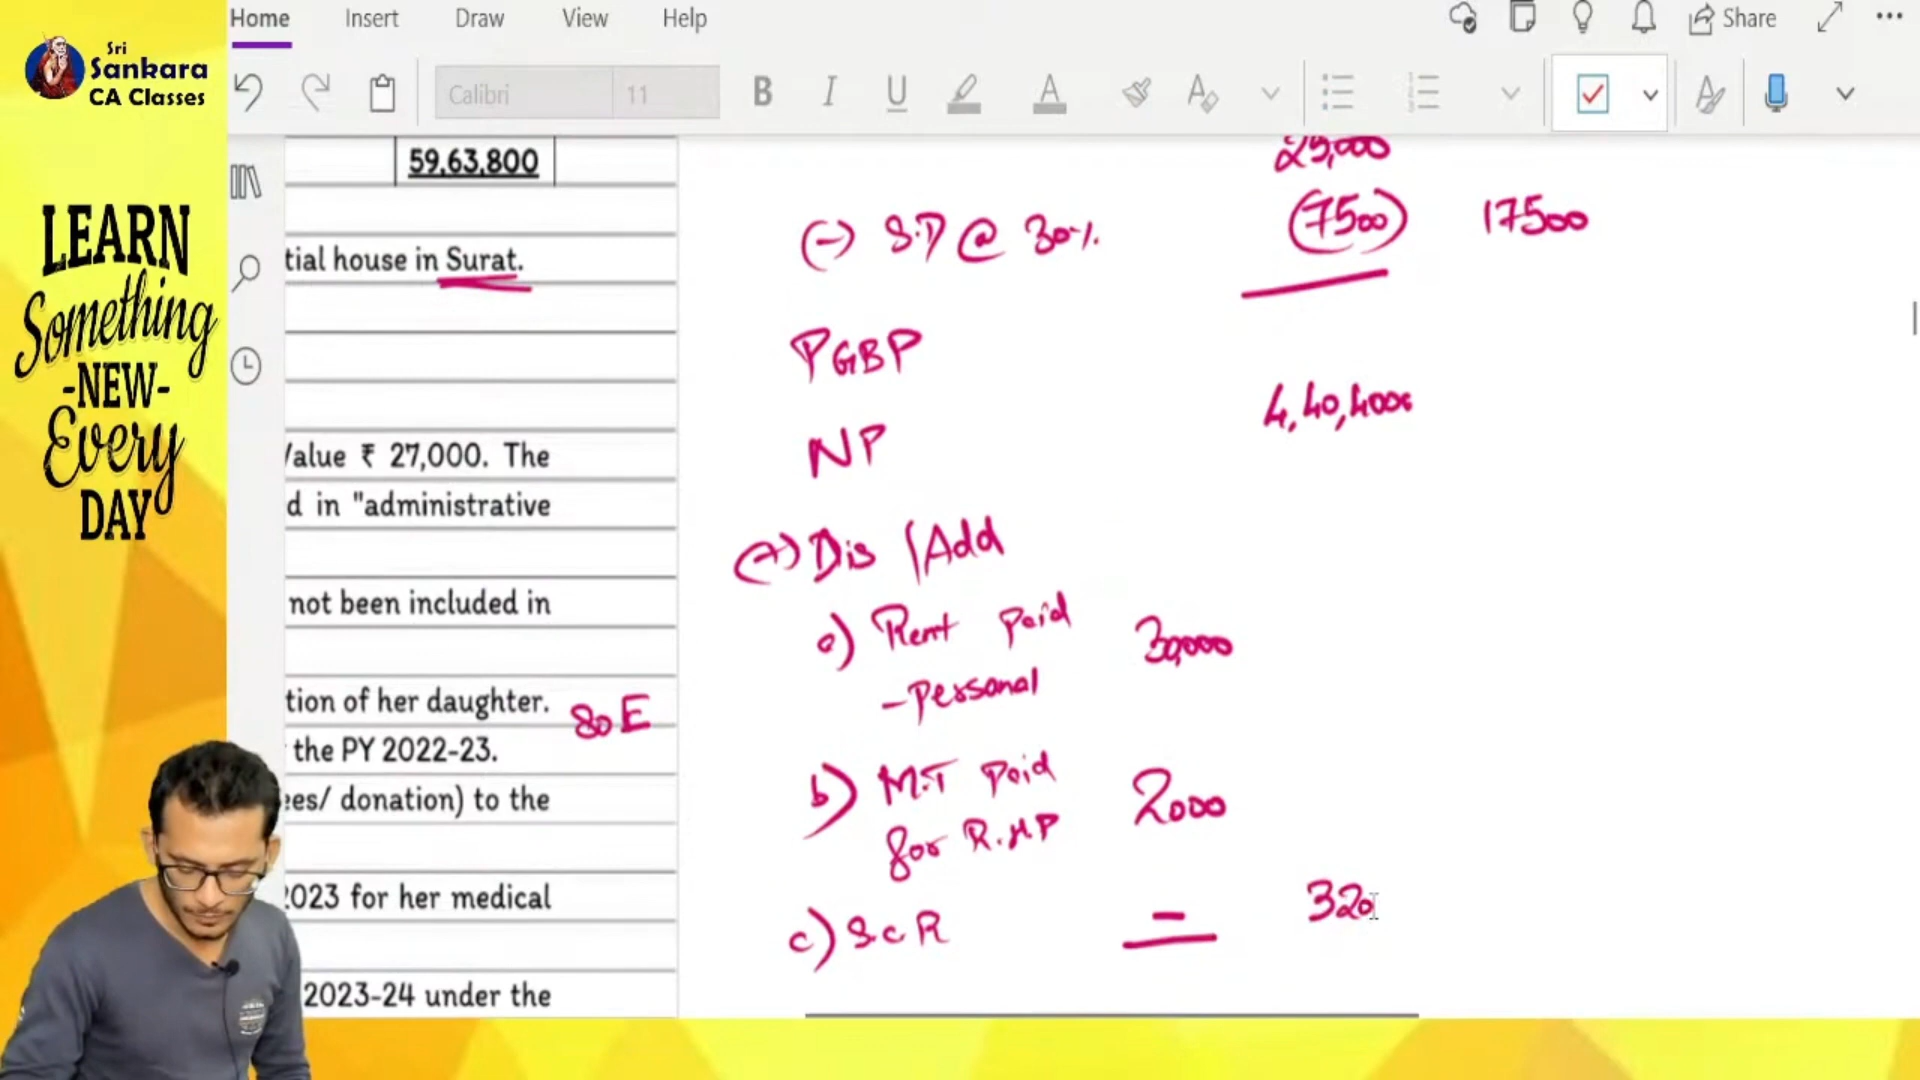 Home Insert Draw View Help Share
Sri
Sankara
CA Classes
Calibri 11 B I U A
LEARN
Something
-NEW-
Every
DAY
59,63,800
tial house in Surat.
alue ₹ 27,000. The
d in "administrative
not been included in
tion of her daughter. 80 E
the PY 2022-23.
ees/ donation) to the
2023 for her medical
2023-24 under the
25,000
(-) S.D @ 30% (7500) 17500
PGBP
4,40,400
NP
Dis / Add
a) Rent paid 30,000
- Personal
b) M.T Paid 2000
for R.H.P
c) S.C R - 320